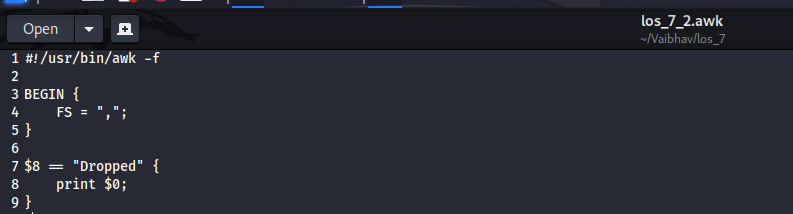 Open
los_7_2.awk
~/Vaibhav/los_7
1 #!/usr/bin/awk -f
2
3 BEGIN {
4     FS = ",";
5 }
6
7 $8 == "Dropped" {
8     print $0;
9 }